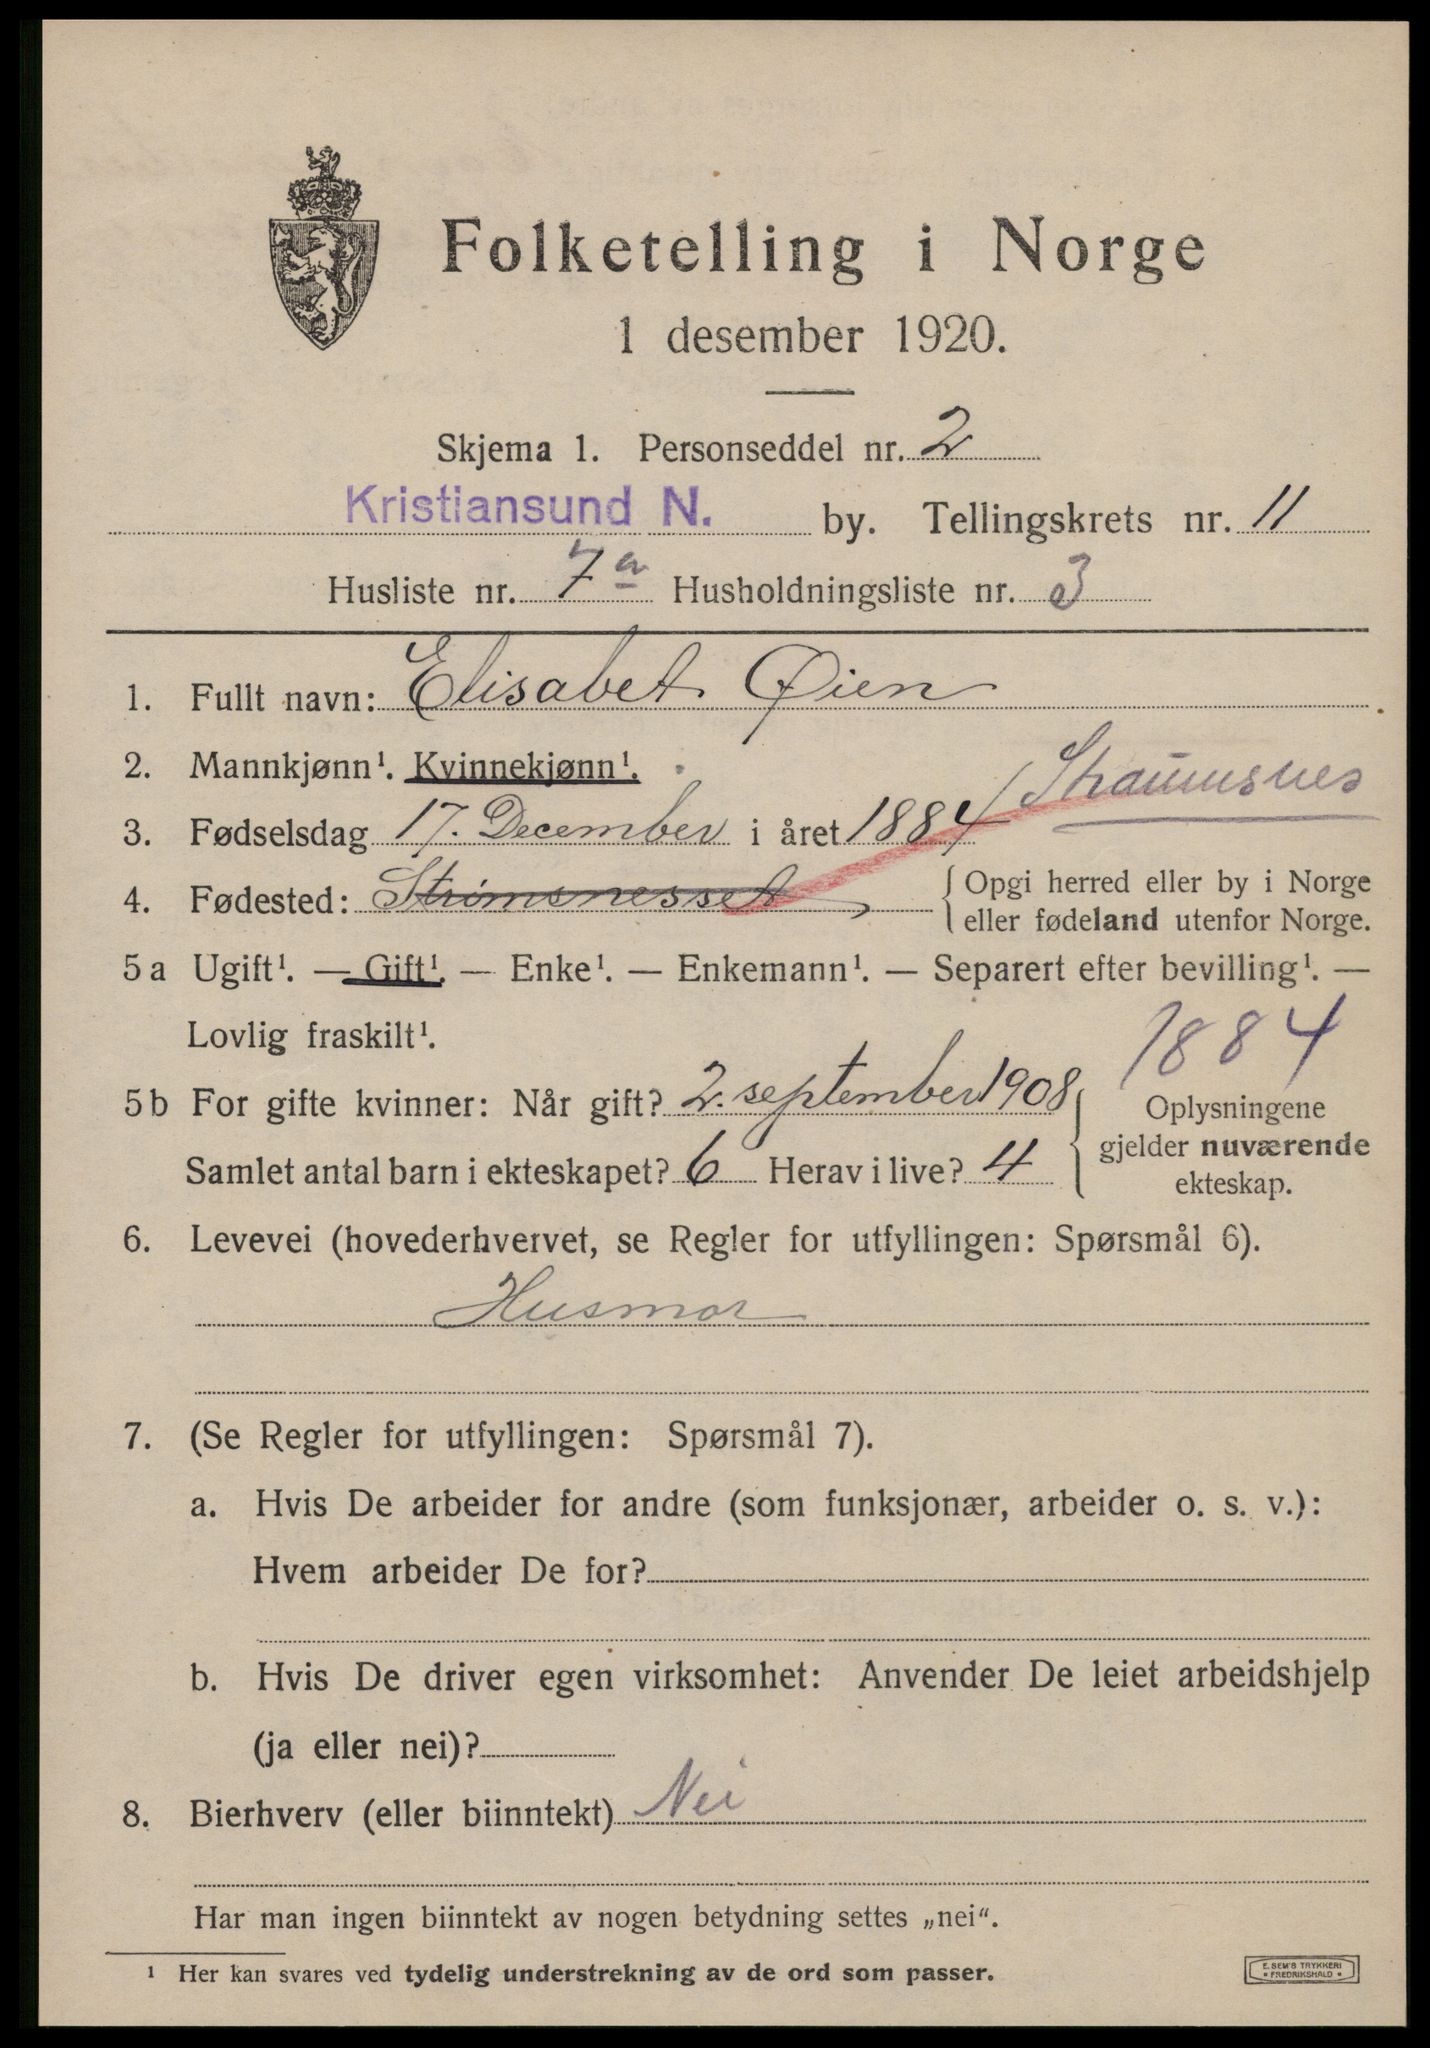 Folketelling i Norge
1 desember 1920.
Skjema 1. Personseddel nr. 2
Kristiansund N. by. Tellingskrets nr. 11
Husliste nr. 7a Husholdningsliste nr. 3
1. Fullt navn: Elisabet Øien
2. Mannkjønn¹. Kvinnekjønn¹.
Straumsnes
3. Fødselsdag 17. December i året 1884
4. Fødested: Strømsnesset { Opgi herred eller by i Norge
eller fødeland utenfor Norge.
5 a Ugift¹. — Gift¹. — Enke¹. — Enkemann¹. — Separert efter bevilling¹. —
Lovlig fraskilt¹.
1884
5 b For gifte kvinner: Når gift? 2. september 1908
Samlet antal barn i ekteskapet? 6 Herav i live? 4
Oplysningene
gjelder nuværende
ekteskap.
6. Levevei (hovederhvervet, se Regler for utfyllingen: Spørsmål 6).
Husmor
7. (Se Regler for utfyllingen: Spørsmål 7).
a. Hvis De arbeider for andre (som funksjonær, arbeider o. s. v.):
Hvem arbeider De for?
b. Hvis De driver egen virksomhet: Anvender De leiet arbeidshjelp
(ja eller nei)?
8. Bierhverv (eller biinntekt) Nei
Har man ingen biinntekt av nogen betydning settes „nei“.
¹ Her kan svares ved tydelig understrekning av de ord som passer.
E. SEM'S TRYKKERI
• FREDRIKSHALD •